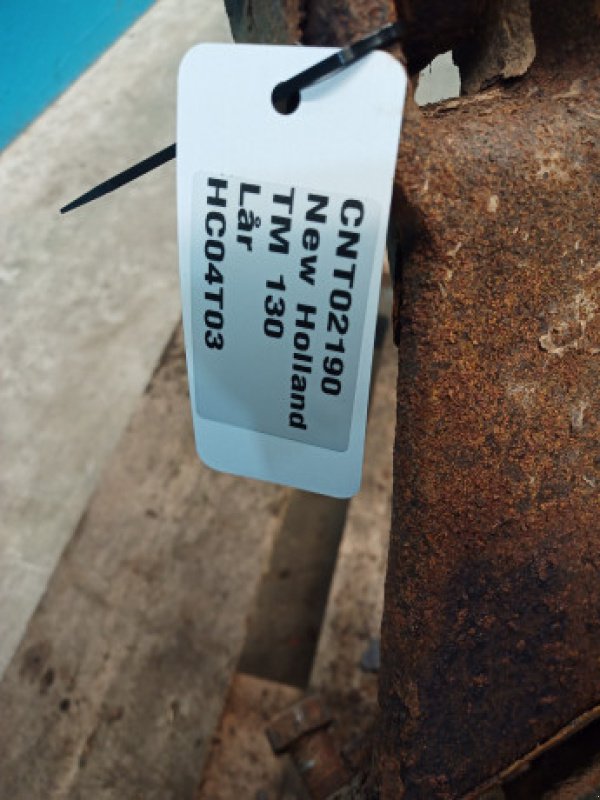 CNT02190
New Holland
TM 130
Lår
HC04T03